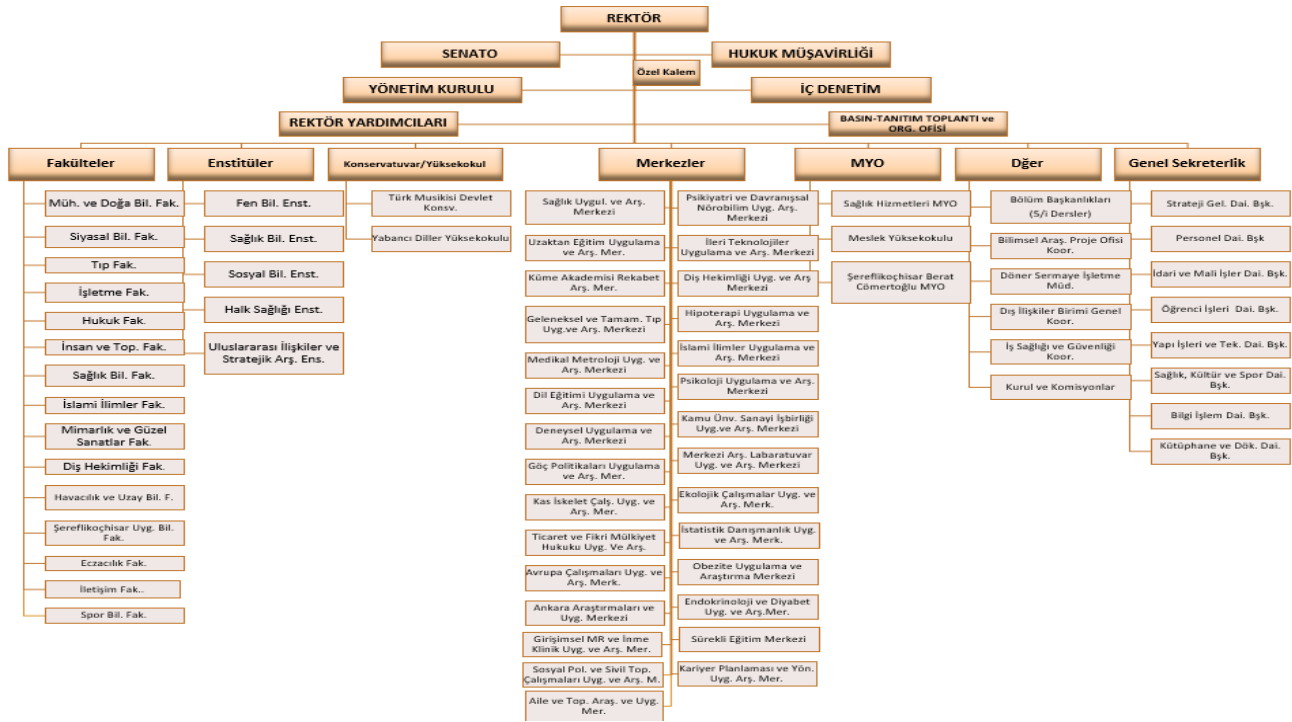 REKTÖR
SENATO
HUKUK MÜŞAVİRLİĞİ
Özel Kalem
YÖNETİM KURULU
İÇ DENETİM
REKTÖR YARDIMCILARI
BASIN-TANITIM TOPLANTI ve
ORG. OFİSİ
Fakülteler
Müh. ve Doğa Bil. Fak.
Siyasal Bil. Fak.
Tıp Fak.
İşletme Fak.
Hukuk Fak.
İnsan ve Top. Fak.
Sağlık Bil. Fak.
İslami İlimler Fak.
Mimarlık ve Güzel
Sanatlar Fak.
Diş Hekimliği Fak.
Havacılık ve Uzay Bil. F.
Şereflikoçhisar Uyg. Bil.
Fak.
Eczacılık Fak.
İletişim Fak..
Spor Bil. Fak.
Enstitüler
Fen Bil. Enst.
Sağlık Bil. Enst.
Sosyal Bil. Enst.
Halk Sağlığı Enst.
Uluslararası İlişkiler ve
Stratejik Arş. Ens.
Konservatuvar/Yüksekokul
Türk Musikisi Devlet
Konsv.
Yabancı Diller Yüksekokulu
Merkezler
Sağlık Uygul. ve Arş.
Merkezi
Uzaktan Eğitim Uygulama
ve Arş. Mer.
Küme Akademisi Rekabet
Arş. Mer.
Geleneksel ve Tamam. Tıp
Uyg.ve Arş. Merkezi
Medikal Metroloji Uyg. ve
Arş. Merkezi
Dil Eğitimi Uygulama ve
Arş. Merkezi
Deneysel Uygulama ve
Arş. Merkezi
Göç Politikaları Uygulama
ve Arş. Mer.
Kas İskelet Çalş. Uyg. ve
Arş. Mer.
Ticaret ve Fikri Mülkiyet
Hukuku Uyg. Ve Arş.
Avrupa Çalışmaları Uyg. ve
Arş. Merk.
Ankara Araştırmaları ve
Uyg. Merkezi
Girişimsel MR ve İnme
Klinik Uyg. ve Arş. Mer.
Sosyal Pol. ve Sivil Top.
Çalışmaları Uyg. ve Arş. M.
Aile ve Top. Araş. ve Uyg.
Mer.
Psikiyatri ve Davranışsal
Nörobilim Uyg. Arş.
Merkezi
İleri Teknolojiler
Uygulama ve Arş. Merkezi
Diş Hekimliği Uyg. ve Arş
Merkezi
Hipoterapi Uygulama ve
Arş. Merkezi
İslami İlimler Uygulama ve
Arş. Merkezi
Psikoloji Uygulama ve Arş.
Merkezi
Kamu Ünv. Sanayi İşbirliği
Uyg.ve Arş. Merkezi
Merkezi Arş. Labaratuvar
Uyg. ve Arş. Merkezi
Ekolojik Çalışmalar Uyg. ve
Arş. Merk.
İstatistik Danışmanlık Uyg.
ve Arş. Merk.
Obezite Uygulama ve
Araştırma Merkezi
Endokrinoloji ve Diyabet
Uyg. ve Arş.Mer.
Sürekli Eğitim Merkezi
Kariyer Planlaması ve Yön.
Uyg. Arş. Mer.
MYO
Sağlık Hizmetleri MYO
Meslek Yüksekokulu
Şereflikoçhisar Berat
Cömertoğlu MYO
Dğer
Bölüm Başkanlıkları
(S/i Dersler)
Bilimsel Araş. Proje Ofisi
Koor.
Döner Sermaye İşletme
Müd.
Dış İlişkiler Birimi Genel
Koor.
İş Sağlığı ve Güvenliği
Koor.
Kurul ve Komisyonlar
Genel Sekreterlik
Strateji Gel. Dai. Bşk.
Personel Dai. Bşk
İdari ve Mali İşler Dai. Bşk.
Öğrenci İşleri Dai. Bşk.
Yapı İşleri ve Tek. Dai. Bşk.
Sağlık, Kültür ve Spor Dai.
Bşk.
Bilgi İşlem Dai. Bşk.
Kütüphane ve Dök. Dai.
Bşk.